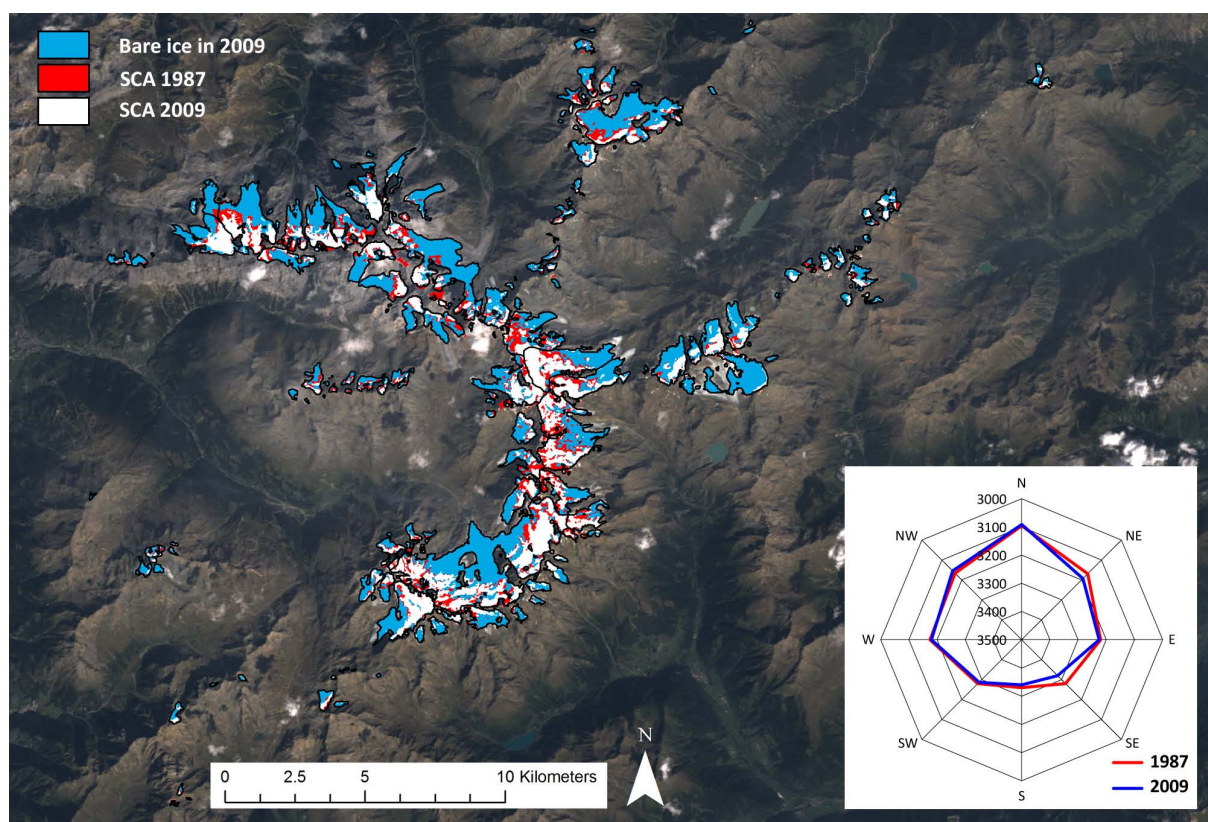 Bare ice in 2009
SCA 1987
SCA 2009
N
0 2.5 5 10 Kilometers
N
3000
NW NE
3100
3200
3300
3400
W 3500 E
SW SE
S
1987
2009